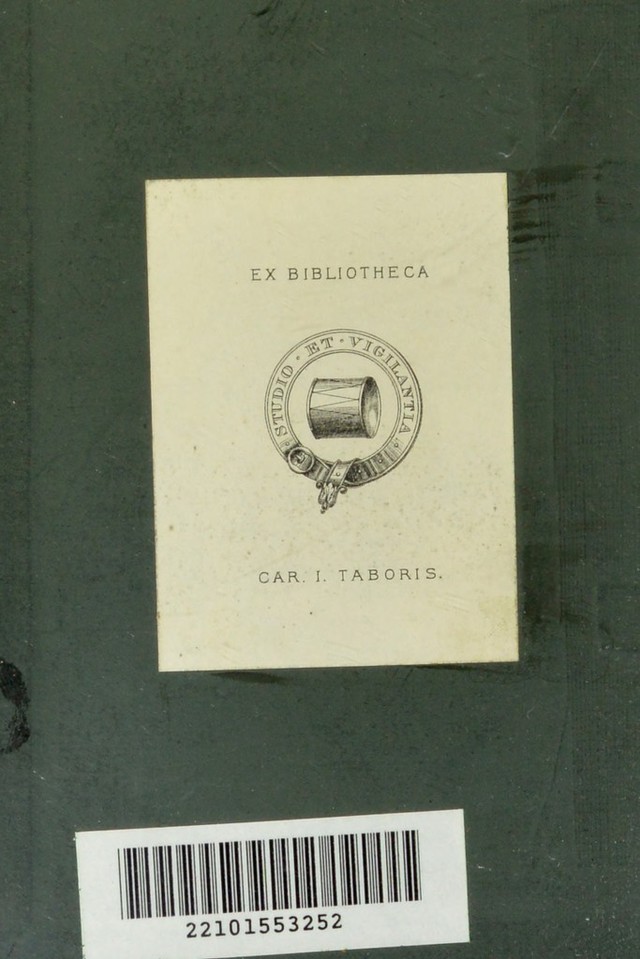 EX BIBLIOTHECA
STUDIO · ET · VIGILANTIA ·
CAR. I. TABORIS.
22101553252